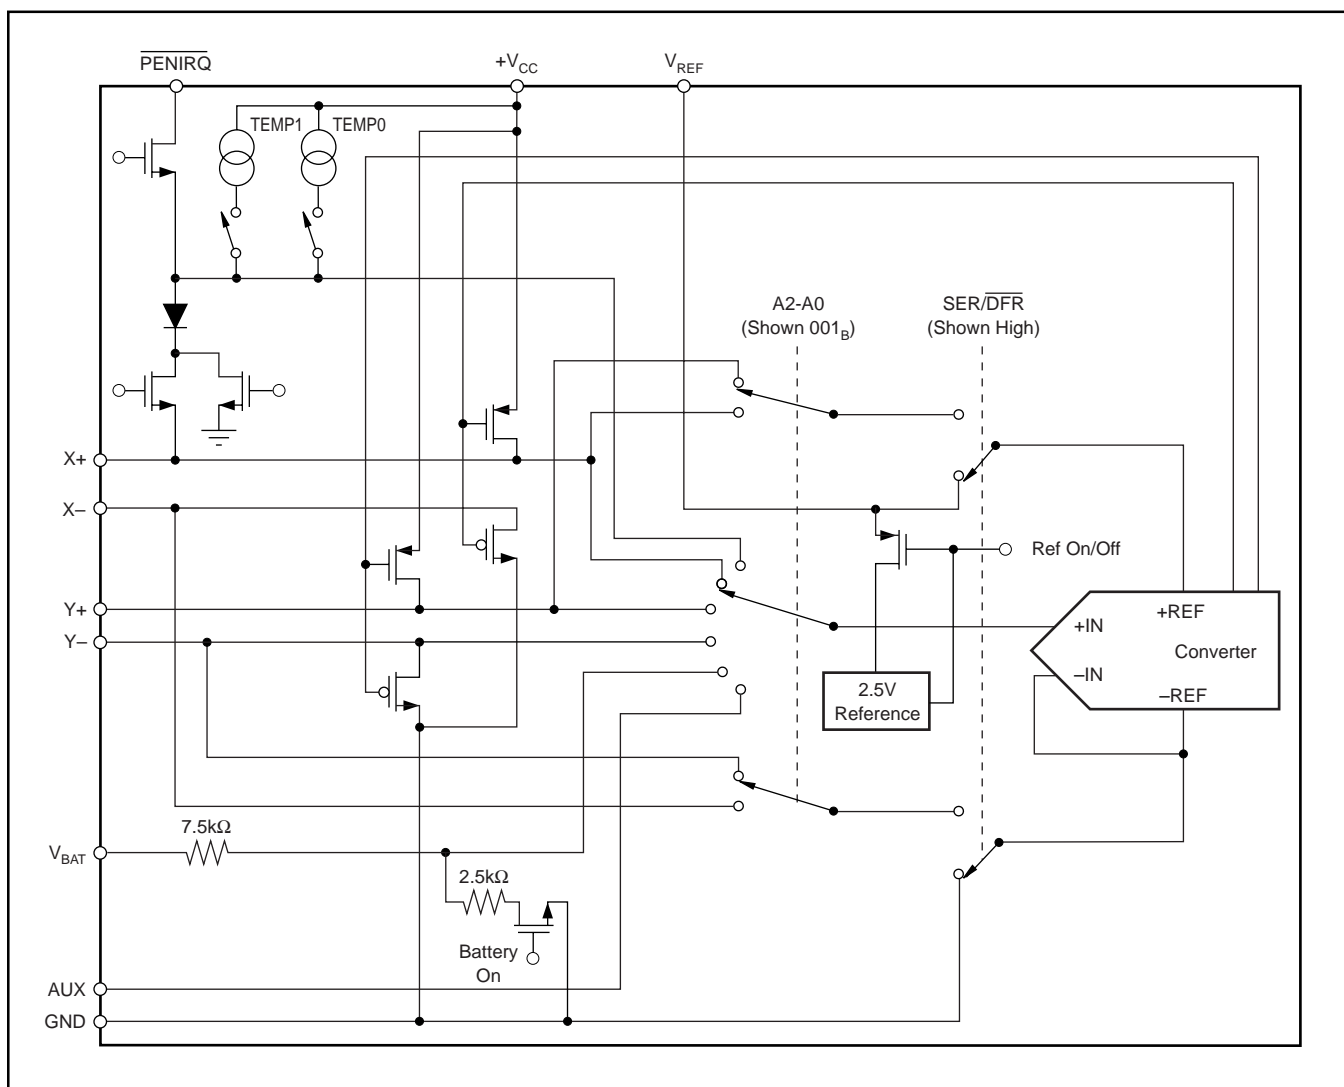 PENIRQ
+VCC
VREF
TEMP1
TEMP0
A2-A0
(Shown 001B)
SER/DFR
(Shown High)
X+
X–
Ref On/Off
Y+
Y–
+IN
+REF
Converter
–IN
–REF
2.5V
Reference
7.5kΩ
VBAT
2.5kΩ
Battery
On
AUX
GND